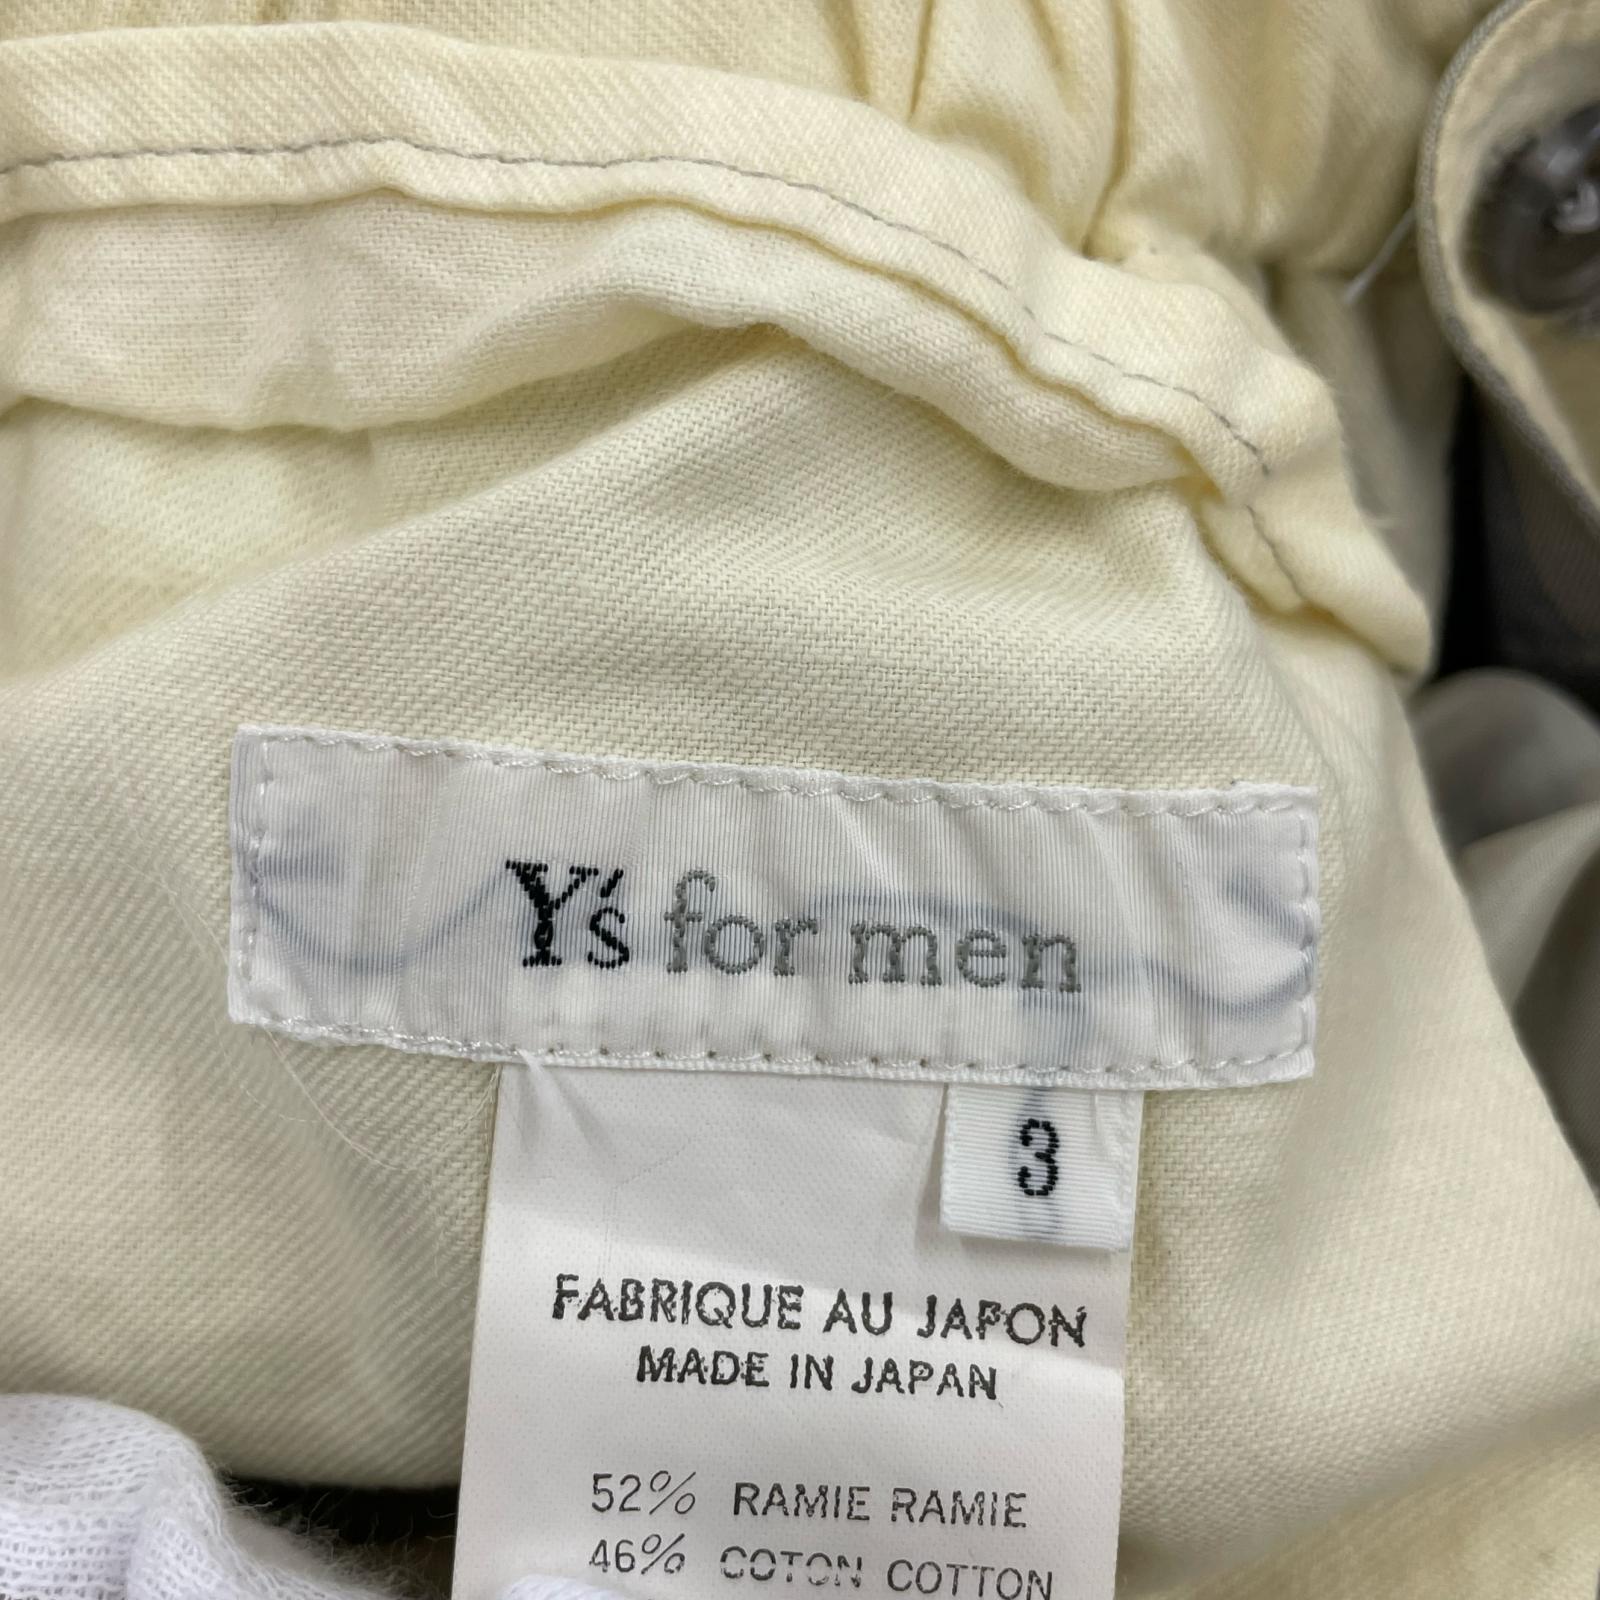 Y's for men
3
FABRIQUE AU JAPON
MADE IN JAPAN
52% RAMIE RAMIE
46% COTON COTTON